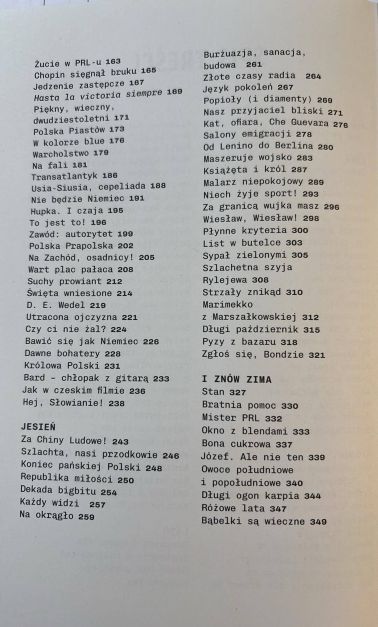 Żucie w PRL-u 163
Chopin sięgnął bruku 165
Jedzenie zastępcze 167
Hasta la victoria siempre 169
Piękny, wieczny,
dwudziestoletni 171
Polska Piastów 173
W kolorze blue 176
Warcholstwo 179
Na fali 181
Transatlantyk 186
Usia-Siusia, cepeliada 188
Nie będzie Niemiec 191
Hupka. I czaja 195
To jest to! 196
Zawód: autorytet 199
Polska Prapolska 202
Na Zachód, osadnicy! 205
Wart plac pałaca 208
Suchy prowiant 212
Święta wniesione 214
D. E. Wedel 219
Utracona ojczyzna 221
Czy ci nie żal? 224
Bawić się jak Niemiec 226
Dawne bohatery 228
Królowa Polski 231
Bard – chłopak z gitarą 233
Jak w czeskim filmie 236
Hej, Słowianie! 238
JESIEŃ
Za Chiny Ludowe! 243
Szlachta, nasi przodkowie 246
Koniec pańskiej Polski 248
Republika miłości 250
Dekada bigbitu 254
Każdy widzi 257
Na okrągło 259
Burżuazja, sanacja,
budowa 261
Złote czasy radia 264
Język pokoleń 267
Popioły (i diamenty) 269
Nasz przyjaciel bliski 271
Kat, ofiara, Che Guevara 276
Salony emigracji 278
Od Lenino do Berlina 280
Maszeruje wojsko 283
Książęta i król 287
Malarz niepokojowy 289
Niech żyje sport! 293
Za granicą wujka masz 296
Wiesław, Wiesław! 298
Płynne kryteria 300
List w butelce 303
Sypał zielonymi 305
Szlachetna szyja
Rylejewa 308
Strzały znikąd 310
Marimekko
z Marszałkowskiej 312
Długi październik 315
Pyzy z bazaru 318
Zgłoś się, Bondzie 321
I ZNÓW ZIMA
Stan 327
Bratnia pomoc 330
Mister PRL 332
Okno z blendami 333
Bona cukrowa 337
Józef. Ale nie ten 339
Owoce południowe
i popołudniowe 340
Długi ogon karpia 344
Różowe lata 347
Bąbelki są wieczne 349